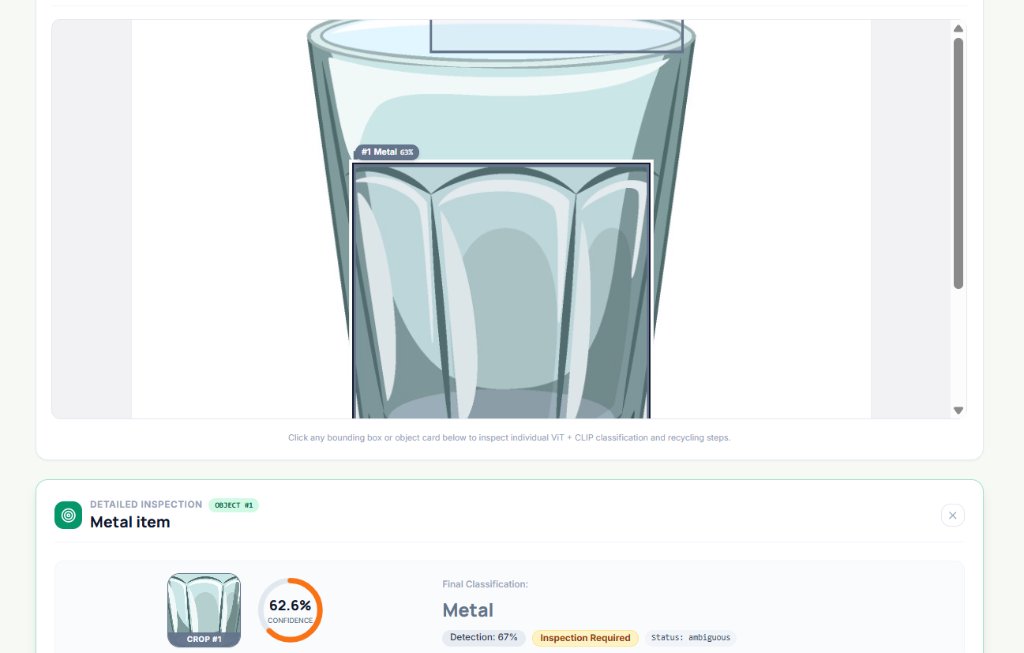 #1 Metal 63%
Click any bounding box or object card below to inspect individual ViT + CLIP classification and recycling steps.
DETAILED INSPECTION OBJECT #1
Metal item
62.6%
CONFIDENCE
CROP #1
Final Classification:
Metal
Detection: 67% Inspection Required Status: ambiguous